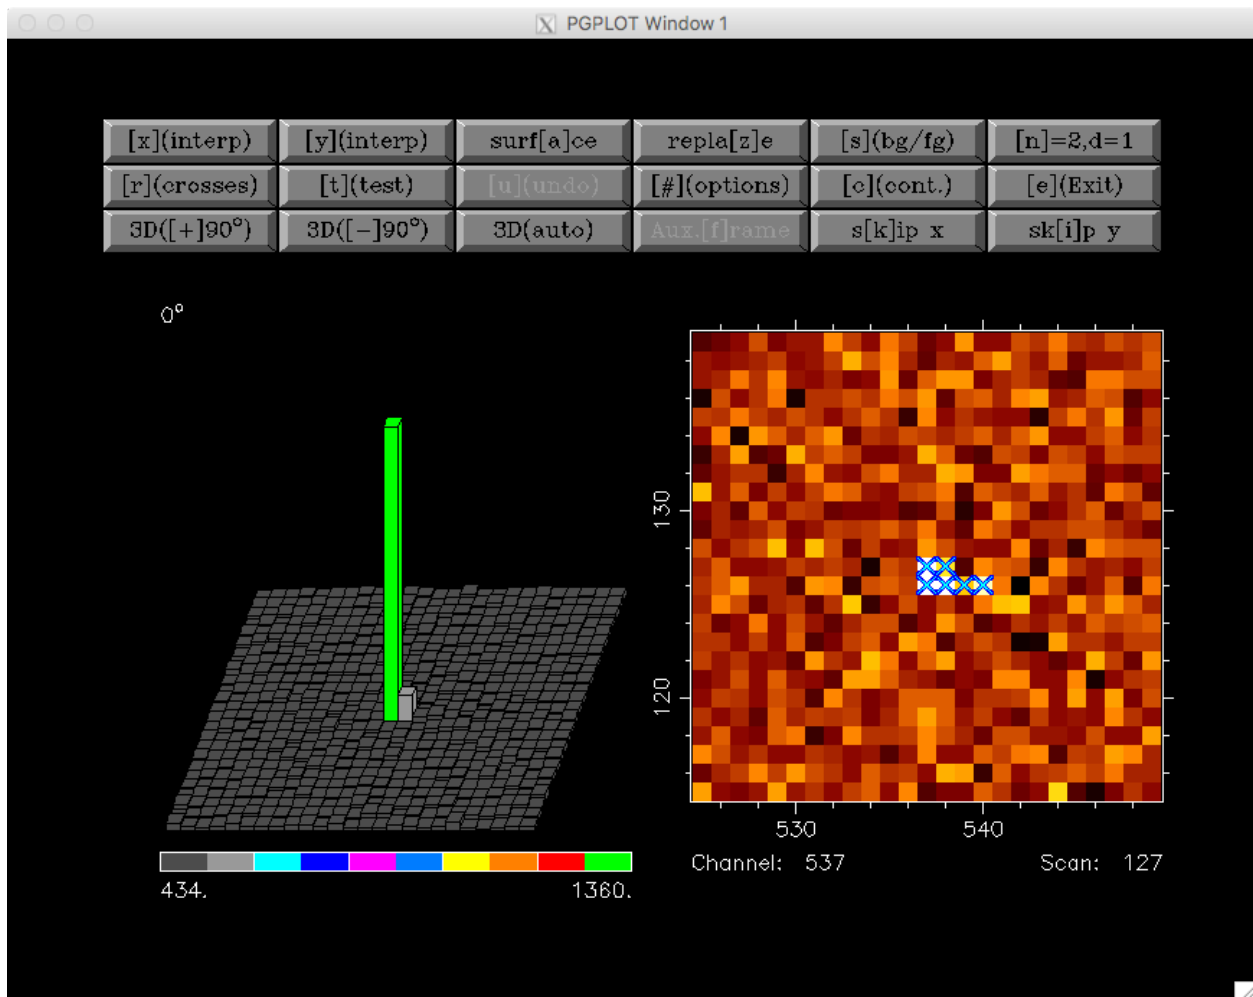 PGPLOT Window 1
[x](interp) [y](interp) surf[a]ce repla[z]e [s](bg/fg) [n]=2,d=1
[r](crosses) [t](test) [u](undo) [#](options) [c](cont.) [e](Exit)
3D([+]90°) 3D([-]90°) 3D(auto) Aux.[f]rame s[k]ip x sk[i]p y
0°
130
120
530 540
Channel: 537 Scan: 127
434. 1360.